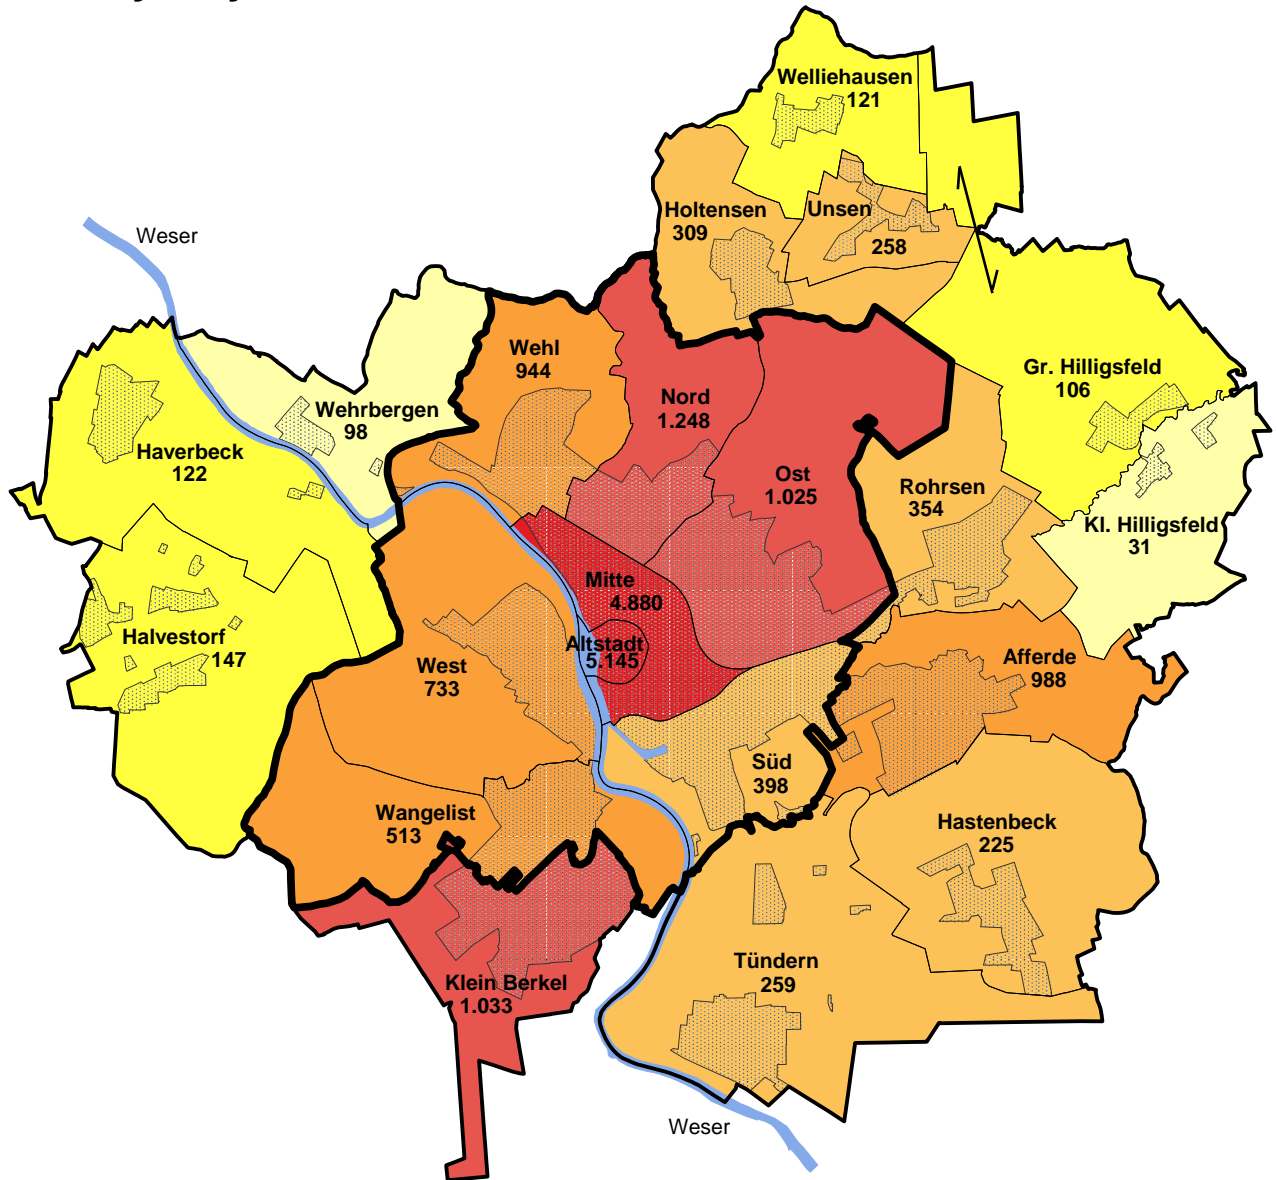 Welliehausen
121
Holtensen
309
Unsen
258
Weser
Gr. Hilligsfeld
106
Wehl
944
Nord
1.248
Wehrbergen
98
Haverbeck
122
Ost
1.025
Rohrsen
354
Kl. Hilligsfeld
31
Mitte
4.880
Altstadt
5.145
Halvestorf
147
West
733
Afferde
988
Süd
398
Wangelist
513
Hastenbeck
225
Tündern
259
Klein Berkel
1.033
Weser